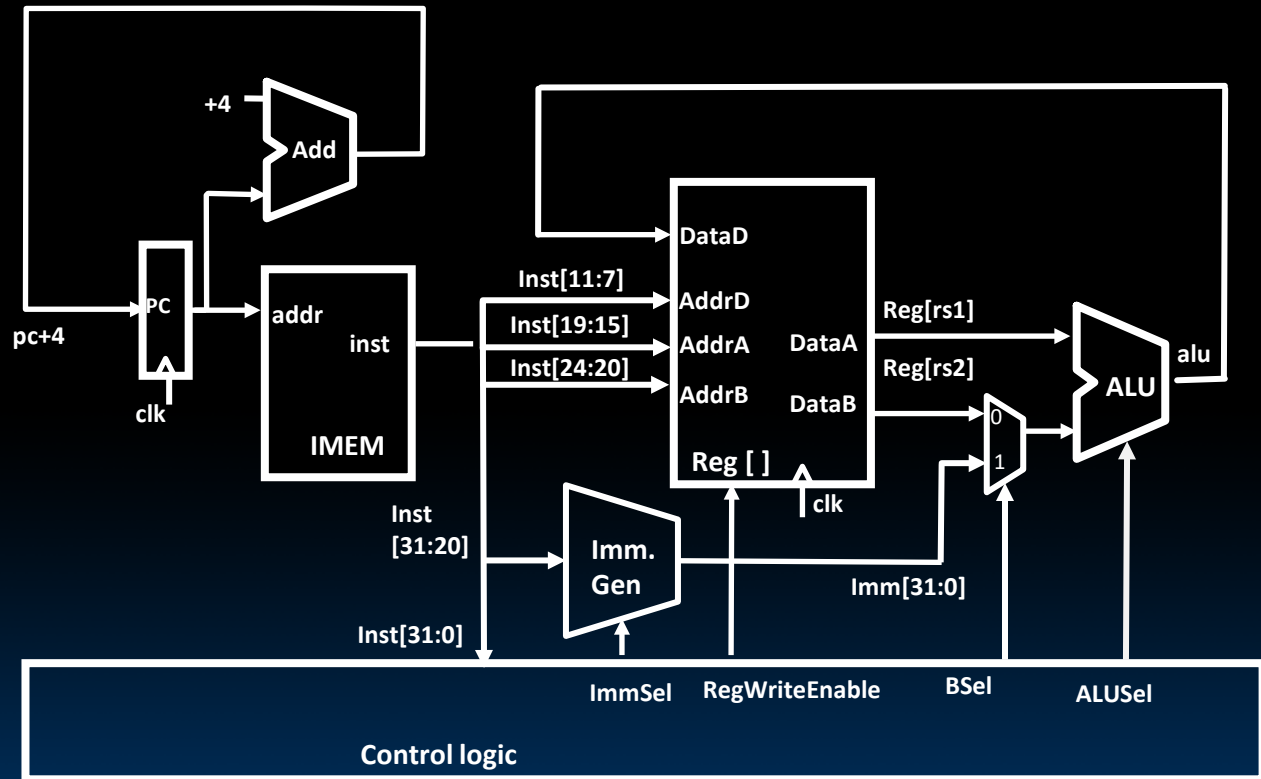 +4
Add
pc+4
PC
clk
addr
inst
IMEM
Inst[11:7]
Inst[19:15]
Inst[24:20]
DataD
AddrD
AddrA
AddrB
DataA
DataB
Reg [ ]
clk
Reg[rs1]
Reg[rs2]
0
1
ALU
alu
Inst
[31:20]
Imm.
Gen
Imm[31:0]
Inst[31:0]
ImmSel
RegWriteEnable
BSel
ALUSel
Control logic